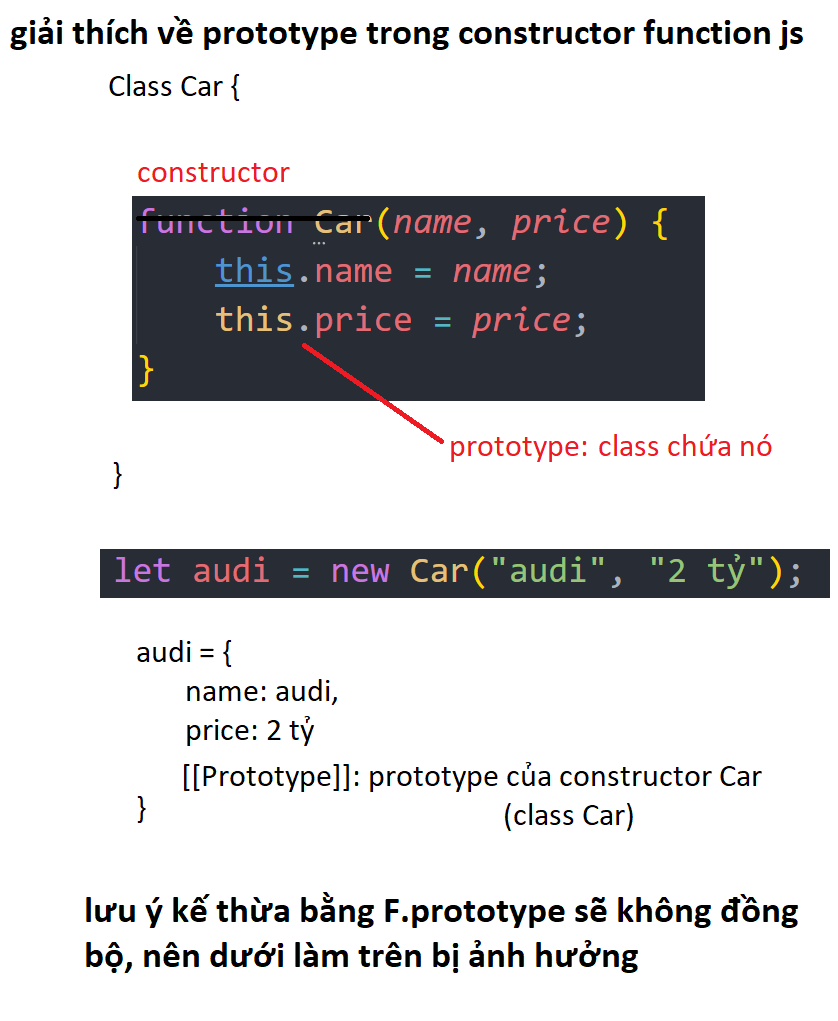 giải thích về prototype trong constructor function js
Class Car {
constructor
function Car(name, price) {
this.name = name;
this.price = price;
}
prototype: class chứa nó
}
let audi = new Car("audi", "2 tỷ");
audi = {
name: audi,
price: 2 tỷ
[[Prototype]]: prototype của constructor Car
}
(class Car)
lưu ý kế thừa bằng F.prototype sẽ không đồng
bộ, nên dưới làm trên bị ảnh hưởng